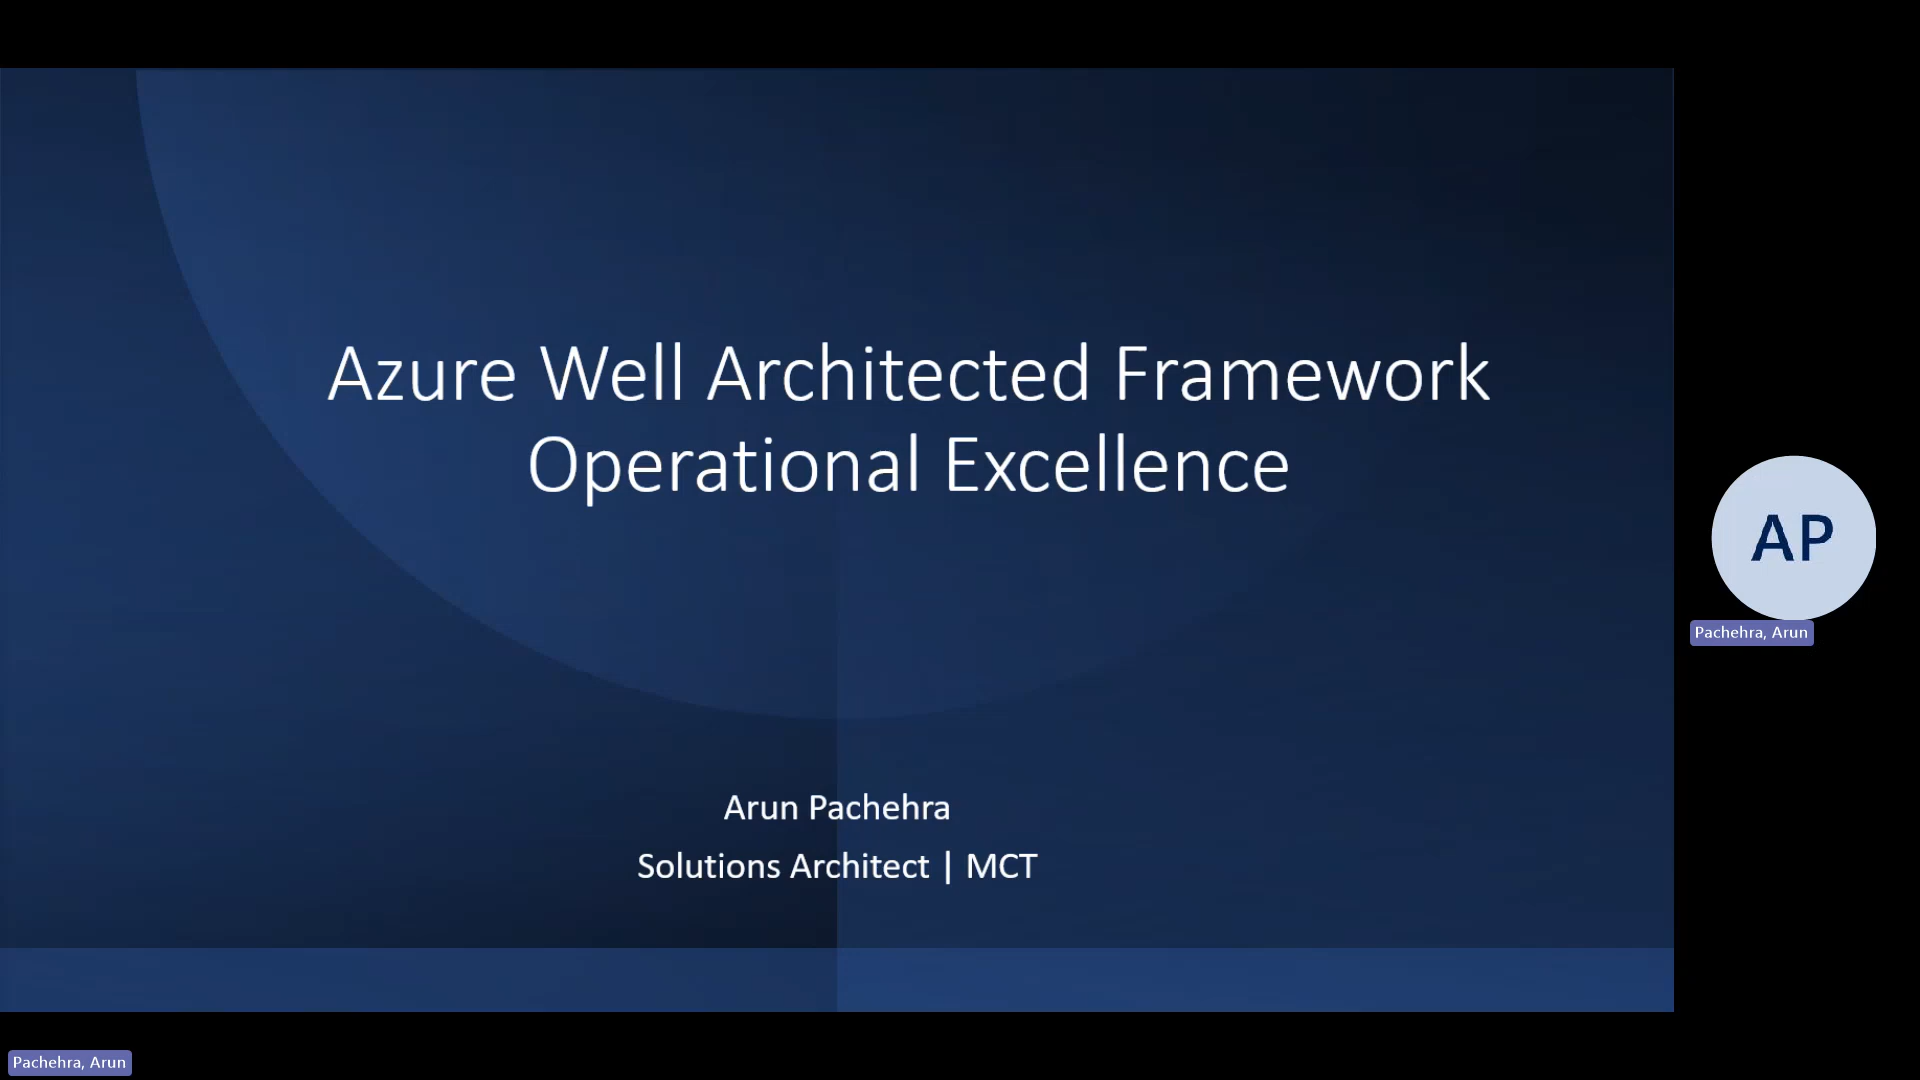 Azure Well Architected Framework
Operational Excellence
Arun Pachehra
Solutions Architect | MCT
AP
Pachehra, Arun
Pachehra, Arun